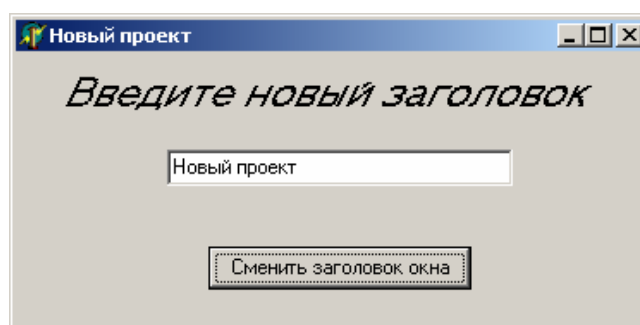 Новый проект
Введите новый заголовок
Новый проект
Сменить заголовок окна